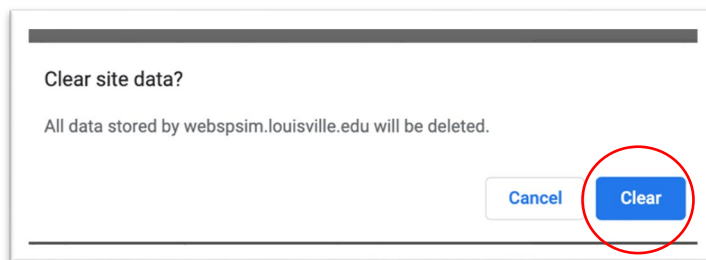 Clear site data?
All data stored by webspsim.louisville.edu will be deleted.
Cancel Clear